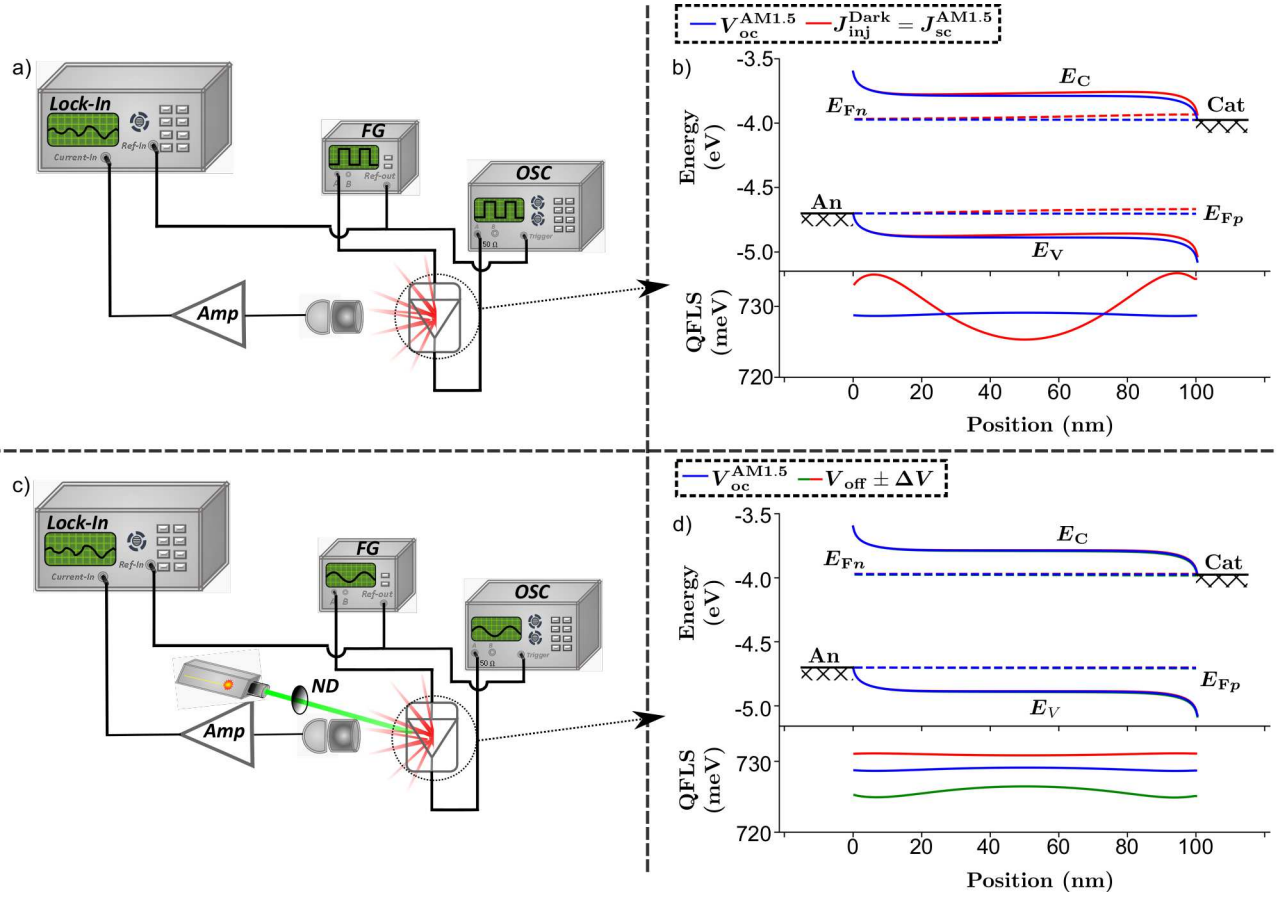 a)
Lock-In
Current-In
Ref-In
FG
A
B
Ref-out
OSC
A
B
50 Ω
Trigger
Amp
V_oc^AM1.5 J_inj^Dark = J_sc^AM1.5
b)
-3.5
-4.0
-4.5
-5.0
Energy
(eV)
E_C
E_Fn
Cat
An
E_Fp
E_V
730
720
QFLS
(meV)
0 20 40 60 80 100
Position (nm)
c)
Lock-In
Current-In
Ref-In
FG
A
B
Ref-out
OSC
A
B
50 Ω
Trigger
ND
Amp
V_oc^AM1.5 V_off ± ΔV
d)
-3.5
-4.0
-4.5
-5.0
Energy
(eV)
E_C
E_Fn
Cat
An
E_Fp
E_V
730
720
QFLS
(meV)
0 20 40 60 80 100
Position (nm)